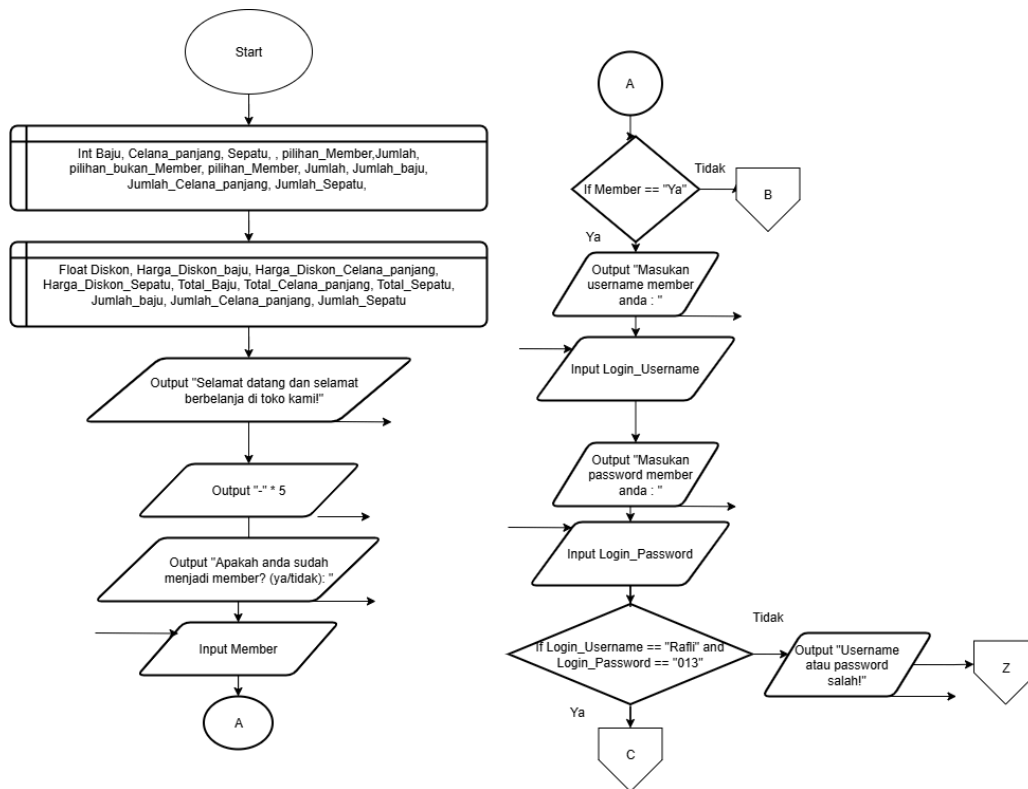 Start
Int Baju, Celana_panjang, Sepatu, , pilihan_Member,Jumlah,
pilihan_bukan_Member, pilihan_Member, Jumlah, Jumlah_baju,
Jumlah_Celana_panjang, Jumlah_Sepatu,
Float Diskon, Harga_Diskon_baju, Harga_Diskon_Celana_panjang,
Harga_Diskon_Sepatu, Total_Baju, Total_Celana_panjang, Total_Sepatu,
Jumlah_baju, Jumlah_Celana_panjang, Jumlah_Sepatu
Output "Selamat datang dan selamat
berbelanja di toko kami!"
Output "-" * 5
Output "Apakah anda sudah
menjadi member? (ya/tidak): "
Input Member
A
A
If Member == "Ya"
Tidak
B
Ya
Output "Masukan
username member
anda : "
Input Login_Username
Output "Masukan
password member
anda : "
Input Login_Password
If Login_Username == "Rafli" and
Login_Password == "013"
Tidak
Output "Username
atau password
salah!"
Z
Ya
C